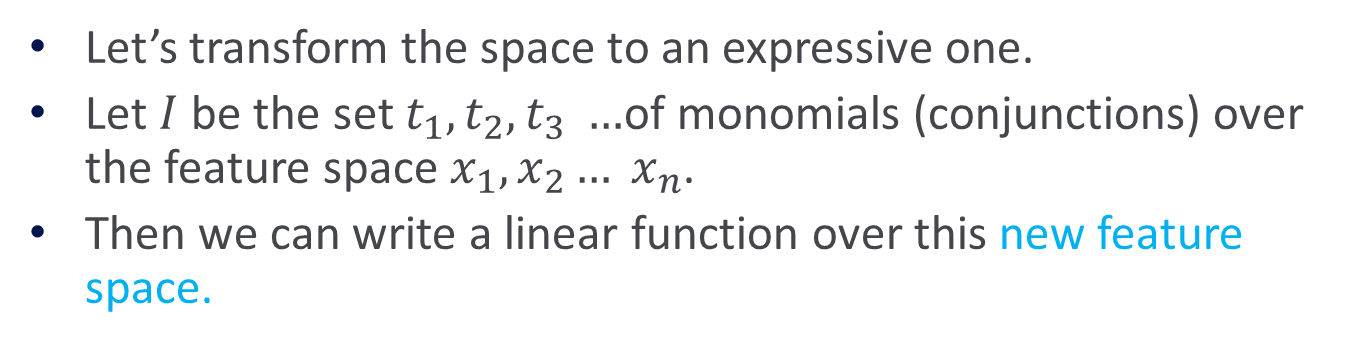 • Let’s transform the space to an expressive one.
• Let 𝐼 be the set 𝑡₁, 𝑡₂, 𝑡₃ …of monomials (conjunctions) over
the feature space 𝑥₁, 𝑥₂ … 𝑥ₙ.
• Then we can write a linear function over this new feature
space.